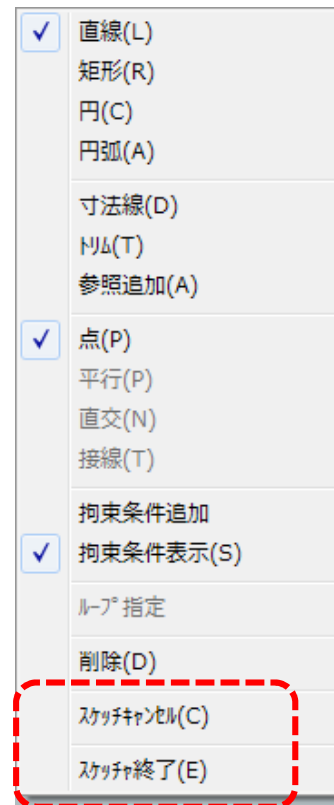 直線(L)
矩形(R)
円(C)
円弧(A)
寸法線(D)
ﾄﾘﾑ(T)
参照追加(A)
点(P)
平行(P)
直交(N)
接線(T)
拘束条件追加
拘束条件表示(S)
ﾙｰﾌﾟ指定
削除(D)
ｽｹｯﾁｷｬﾝｾﾙ(C)
ｽｹｯﾁｬ終了(E)